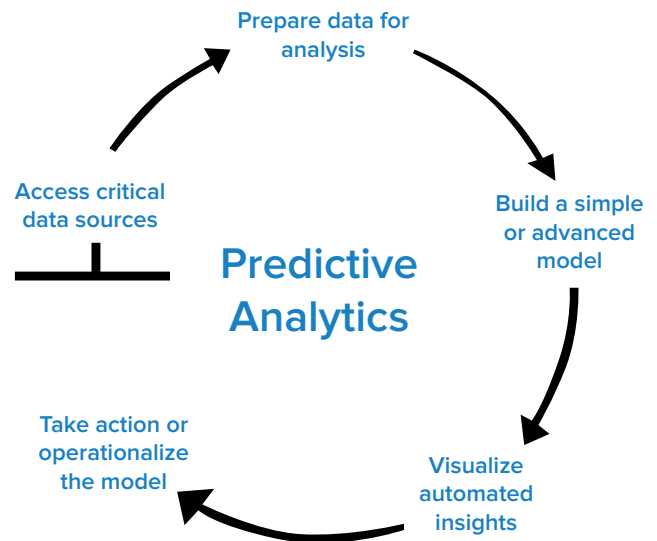 Prepare data for
analysis
Access critical
data sources
Build a simple
or advanced
model
Predictive
Analytics
Take action or
operationalize
the model
Visualize
automated
insights